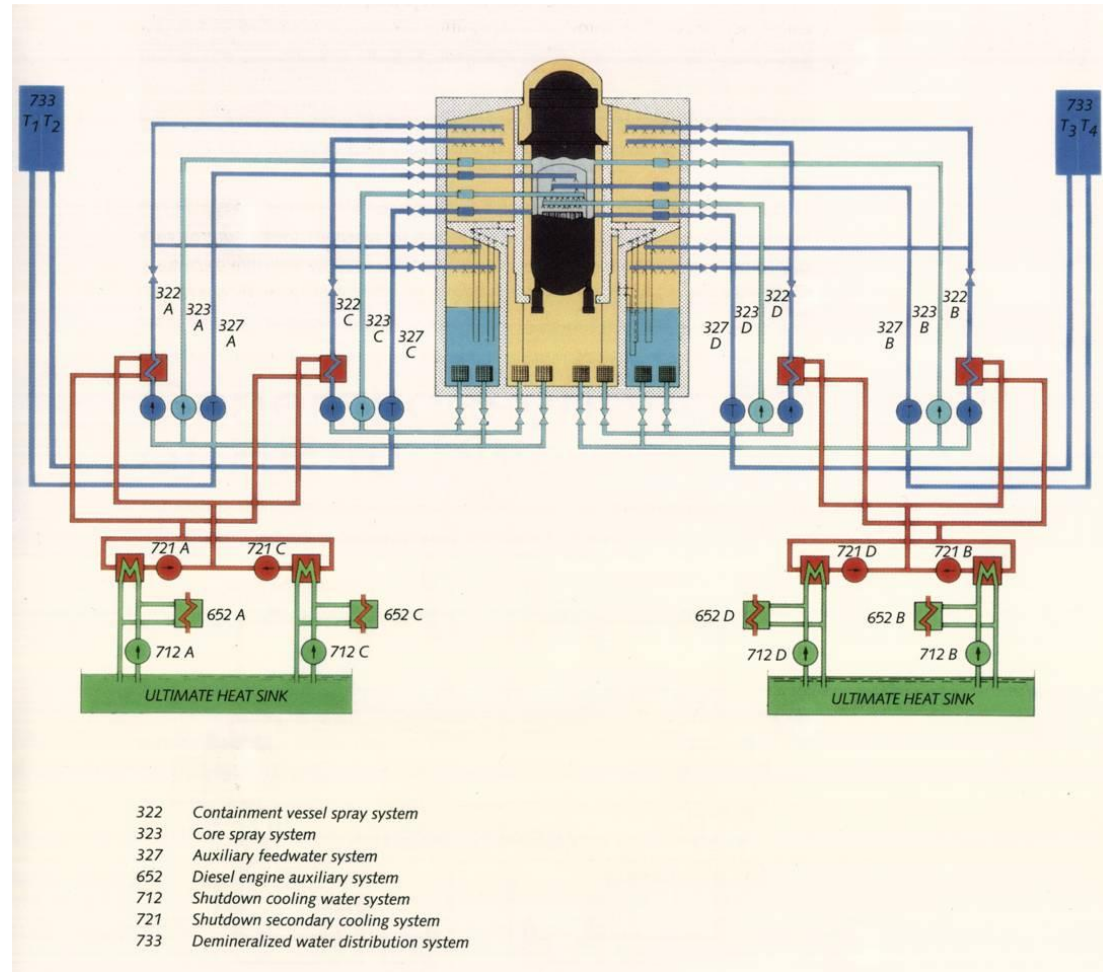 733
T1 T2
733
T3 T4
322
A
323
A
327
A
322
C
323
C
327
C
327
D
323
D
322
D
327
B
323
B
322
B
721 A
721 C
721 D
721 B
652 A
652 C
652 D
652 B
712 A
712 C
712 D
712 B
ULTIMATE HEAT SINK
ULTIMATE HEAT SINK
322 Containment vessel spray system
323 Core spray system
327 Auxiliary feedwater system
652 Diesel engine auxiliary system
712 Shutdown cooling water system
721 Shutdown secondary cooling system
733 Demineralized water distribution system